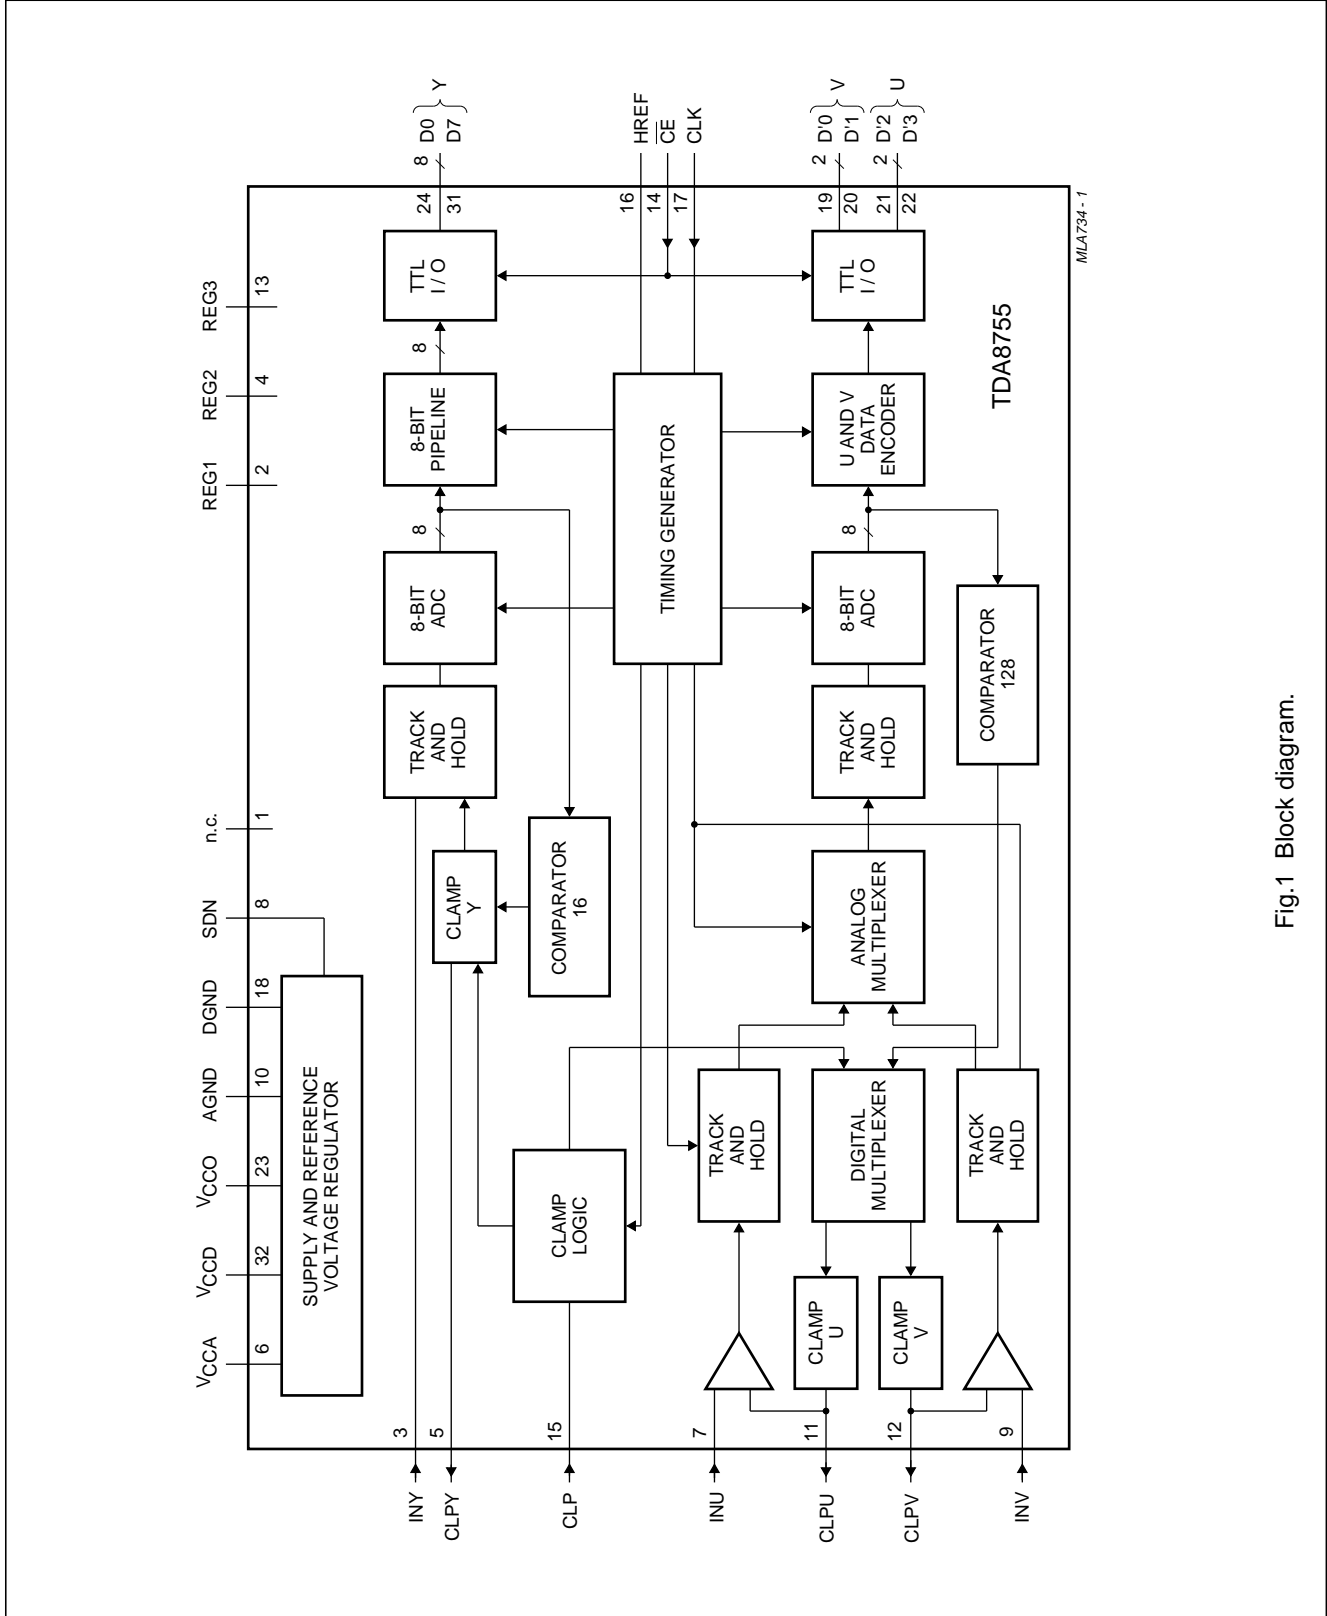 VCCA
VCCD
VCCO
AGND
DGND
SDN
n.c.
REG1
REG2
REG3
6
32
23
10
18
8
1
2
4
13
SUPPLY AND REFERENCE
VOLTAGE REGULATOR
INY
3
CLPY
5
CLP
15
INU
7
CLPU
11
CLPV
12
INV
9
TRACK
AND
HOLD
8-BIT
ADC
8
8-BIT
PIPELINE
8
TTL
I / O
24
31
8
D0
D7
Y
CLAMP
Y
COMPARATOR
16
CLAMP
LOGIC
TIMING GENERATOR
16
HREF
14
CE
17
CLK
TRACK
AND
HOLD
CLAMP
U
DIGITAL
MULTIPLEXER
ANALOG
MULTIPLEXER
TRACK
AND
HOLD
8-BIT
ADC
8
U AND V
DATA
ENCODER
TTL
I / O
19
20
2
D'0
D'1
V
21
22
2
D'2
D'3
U
CLAMP
V
TRACK
AND
HOLD
COMPARATOR
128
TDA8755
MLA734 - 1
Fig.1 Block diagram.